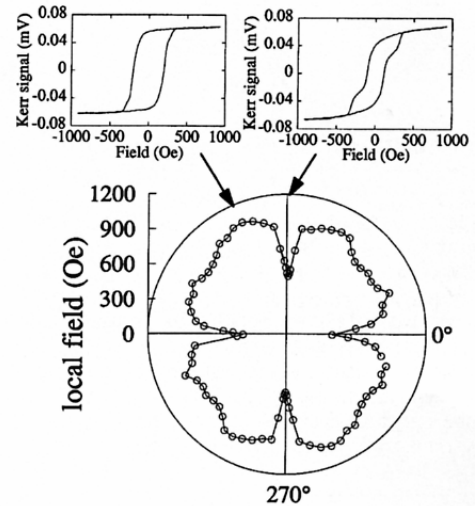 0.08
0.04
0
-0.04
-0.08
Kerr signal (mV)
-1000 -500 0 500 1000
Field (Oe)
0.08
0.04
0
-0.04
-0.08
Kerr signal (mV)
-1000 -500 0 500 1000
Field (Oe)
1200
900
600
300
0
local field (Oe)
0°
270°